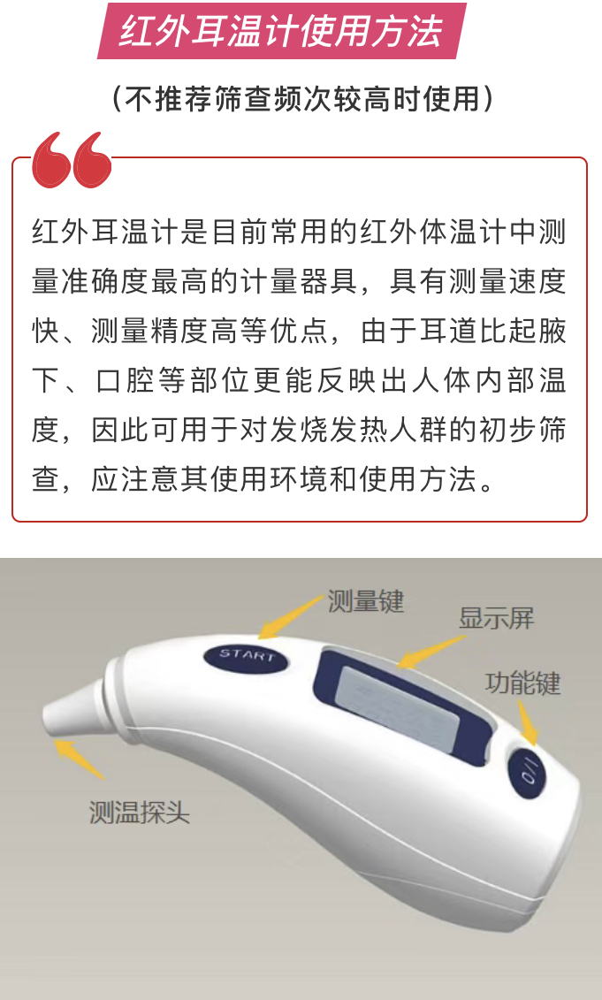 红外耳温计使用方法
（不推荐筛查频次较高时使用）
红外耳温计是目前常用的红外体温计中测
量准确度最高的计量器具，具有测量速度
快、测量精度高等优点，由于耳道比起腋
下、口腔等部位更能反映出人体内部温
度，因此可用于对发烧发热人群的初步筛
查，应注意其使用环境和使用方法。
测量键
显示屏
START
功能键
I/O
测温探头